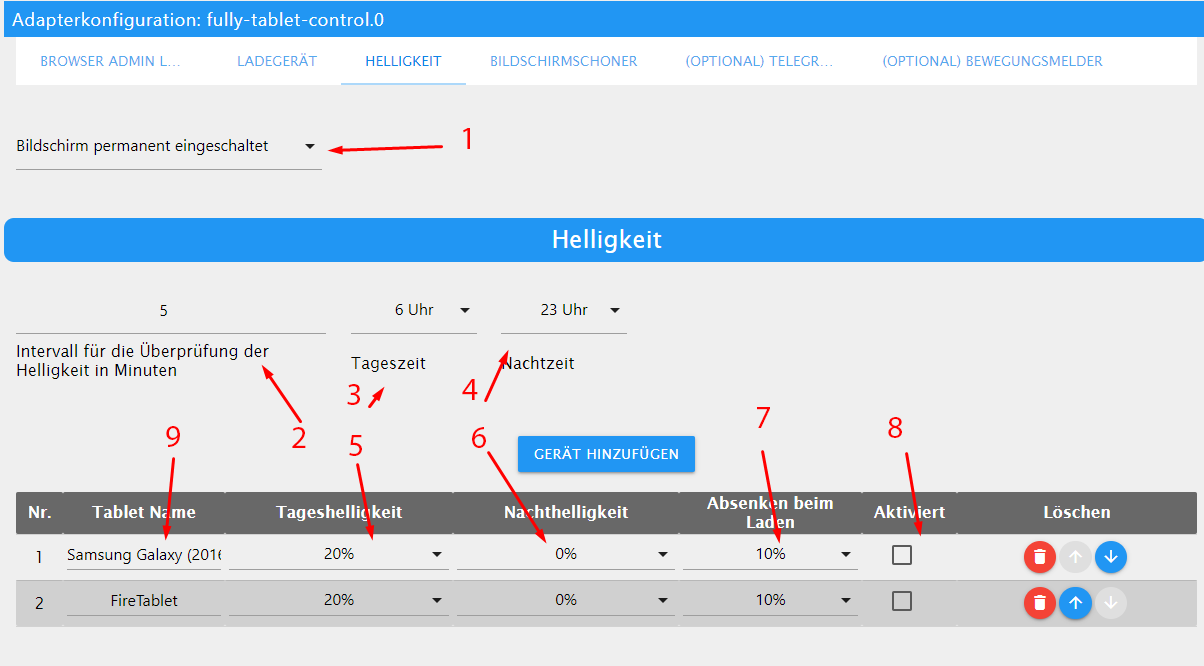 Adapterkonfiguration: fully-tablet-control.0
BROWSER ADMIN L...
LADEGERÄT
HELLIGKEIT
BILDSCHIRMSCHONER
(OPTIONAL) TELEGR...
(OPTIONAL) BEWEGUNGSMELDER
Bildschirm permanent eingeschaltet
1
Helligkeit
5
6 Uhr
23 Uhr
Intervall für die Überprüfung der
Helligkeit in Minuten
Tageszeit
Nachtzeit
2
3
4
9
5
6
7
8
GERÄT HINZUFÜGEN
Nr.
Tablet Name
Tageshelligkeit
Nachthelligkeit
Absenken beim
Laden
Aktiviert
Löschen
1
Samsung Galaxy (2016
20%
0%
10%
2
FireTablet
20%
0%
10%